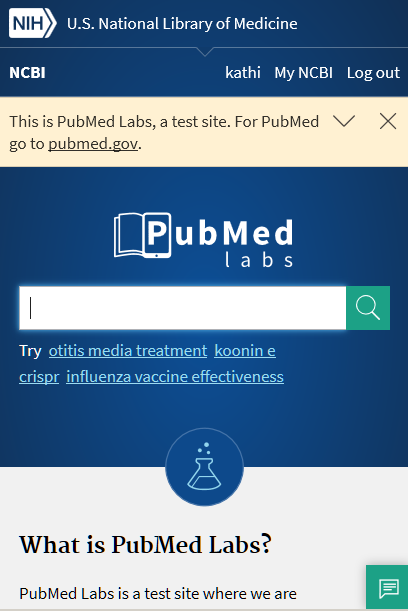 NIH U.S. National Library of Medicine
NCBI kathi My NCBI Log out
This is PubMed Labs, a test site. For PubMed
go to pubmed.gov.
PubMed
labs
Try otitis media treatment koonin e
crispr influenza vaccine effectiveness
What is PubMed Labs?
PubMed Labs is a test site where we are